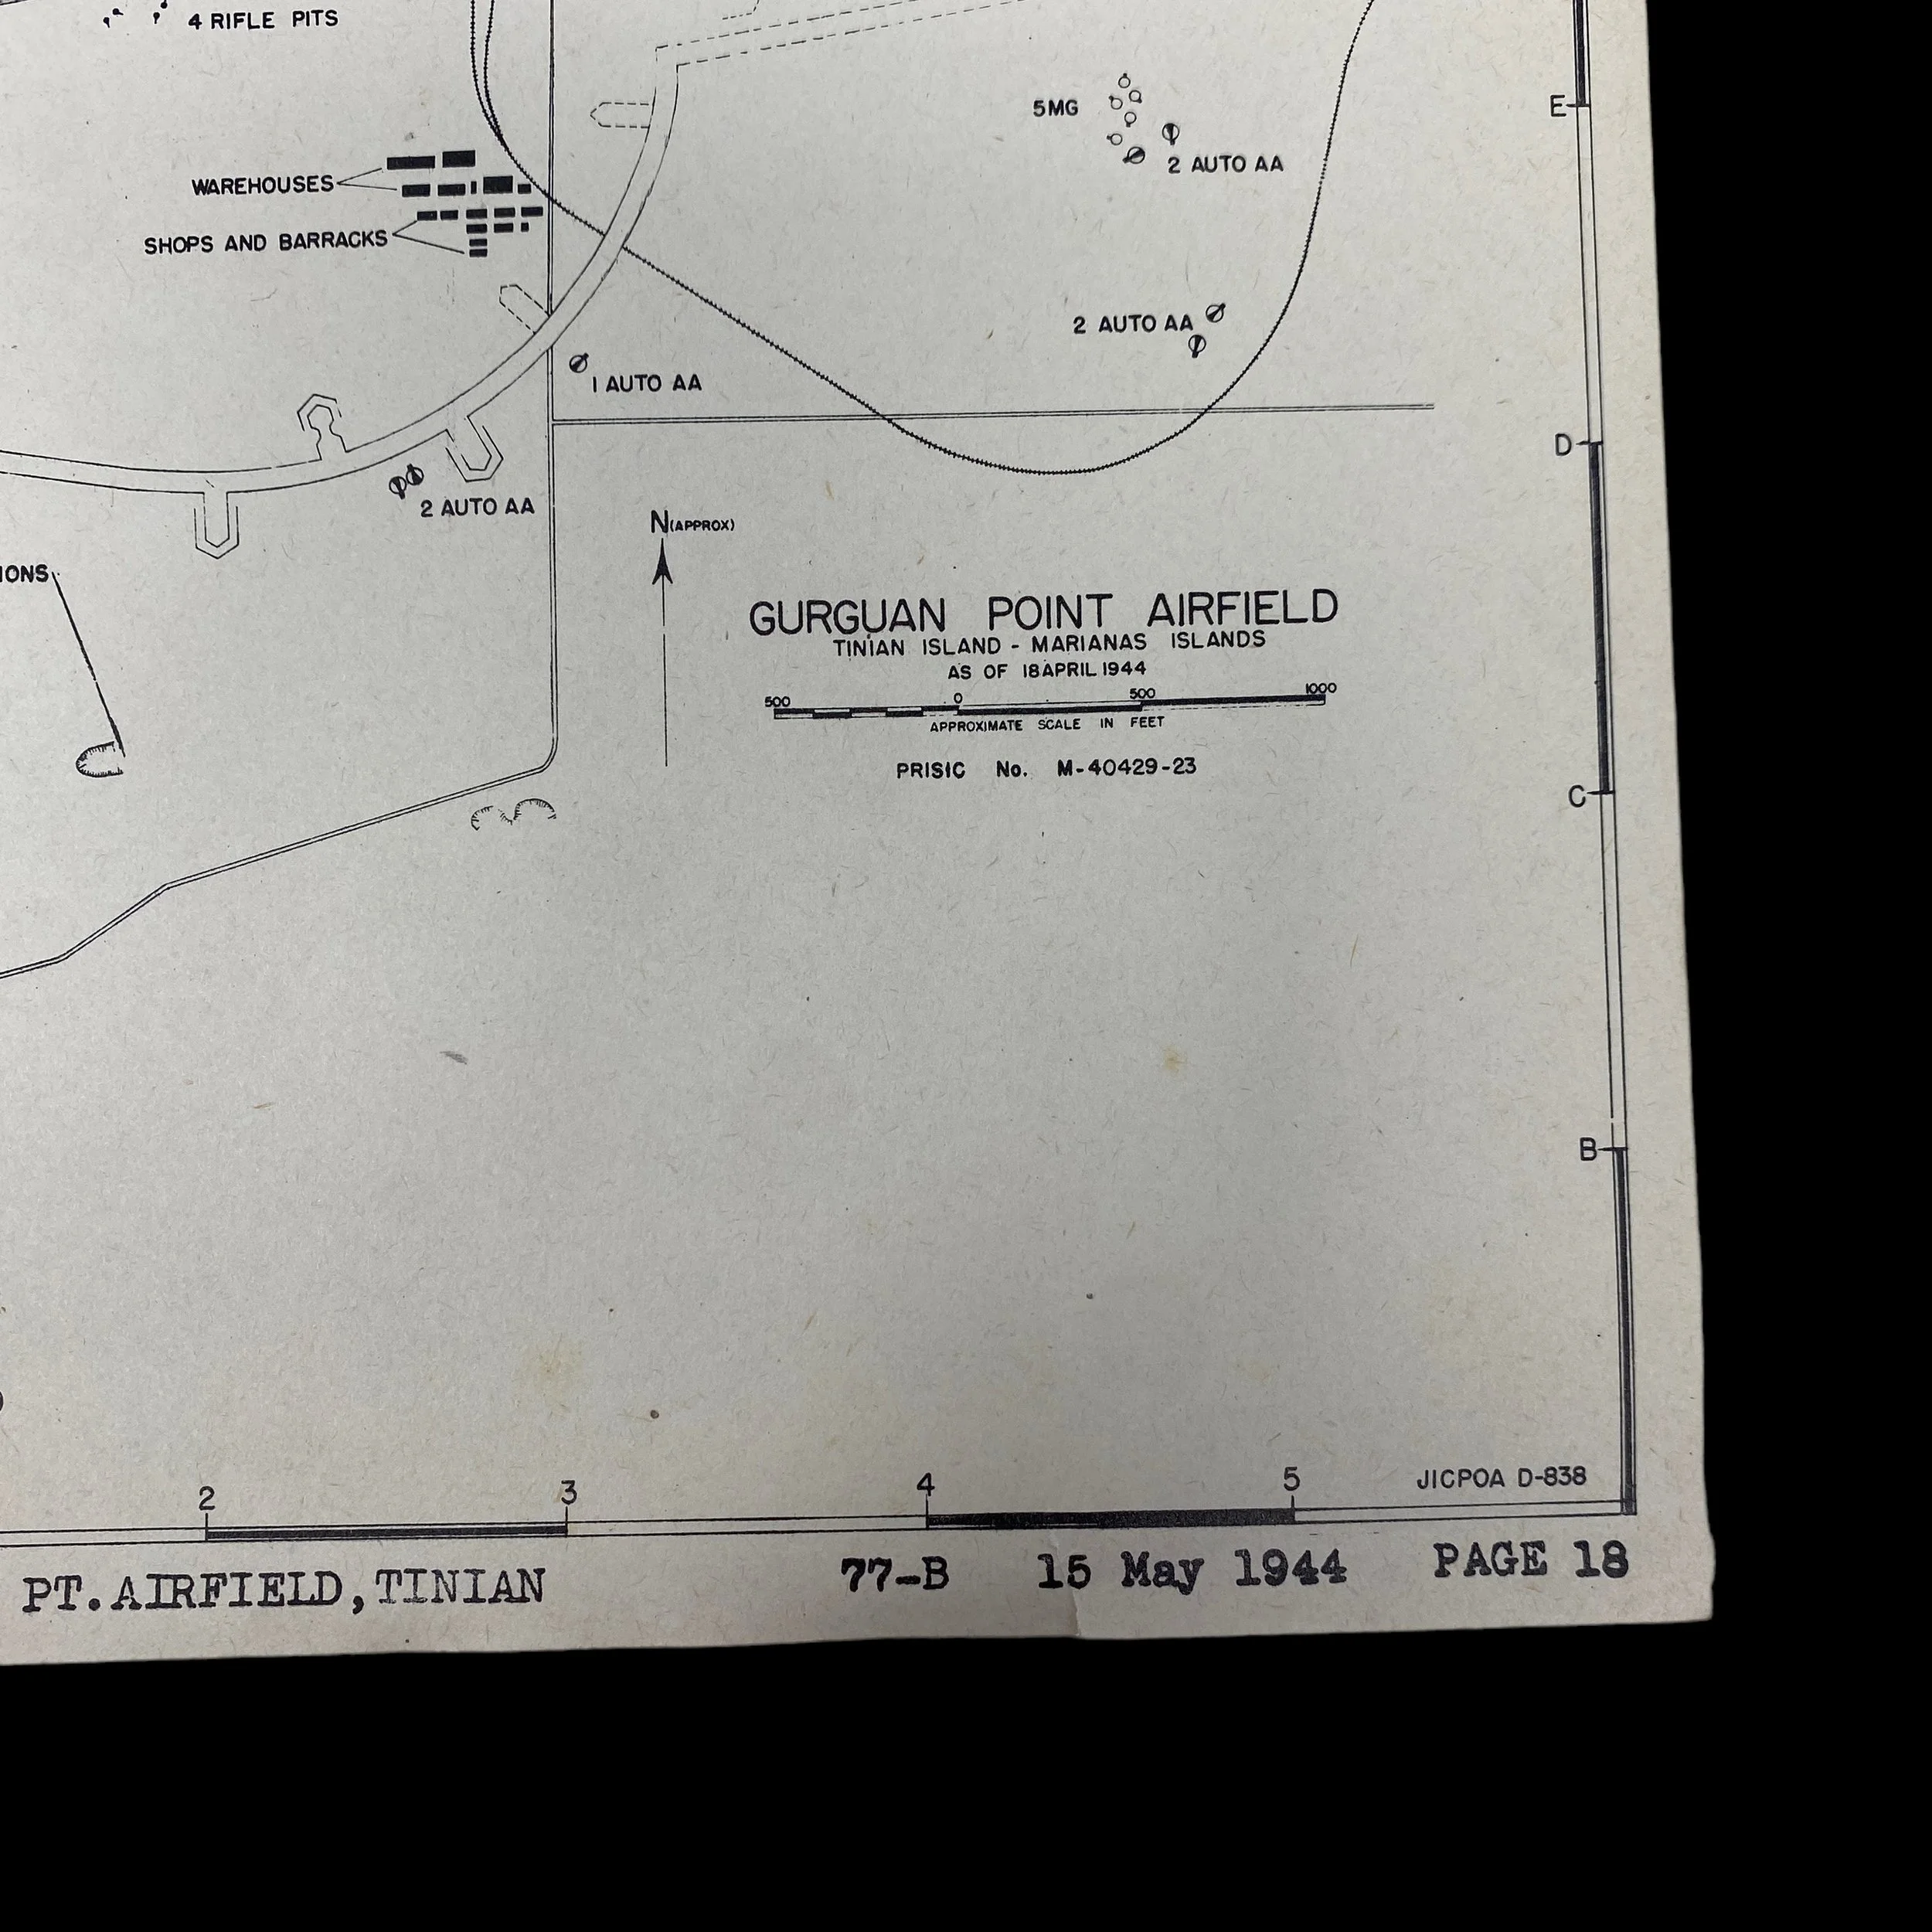 4 RIFLE PITS
5MG
E
WAREHOUSES
2 AUTO AA
SHOPS AND BARRACKS
2 AUTO AA
1 AUTO AA
D
2 AUTO AA
N (APPROX)
IONS
GURGUAN POINT AIRFIELD
TINIAN ISLAND - MARIANAS ISLANDS
AS OF 18 APRIL 1944
500 0 500 1000
APPROXIMATE SCALE IN FEET
PRISIC No. M-40429-23
C
B
2 3 4 5
JICPOA D-838
PT. AIRFIELD, TINIAN 77-B 15 May 1944 PAGE 18